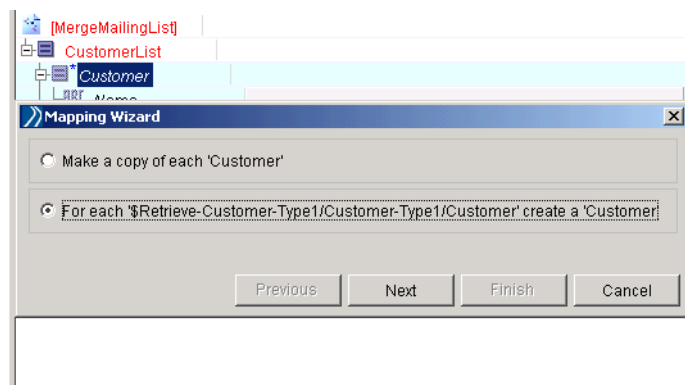 [MergeMailingList]
CustomerList
*Customer
Name
Mapping Wizard
Make a copy of each 'Customer'
For each '$Retrieve-Customer-Type1/Customer-Type1/Customer' create a 'Customer
Previous Next Finish Cancel